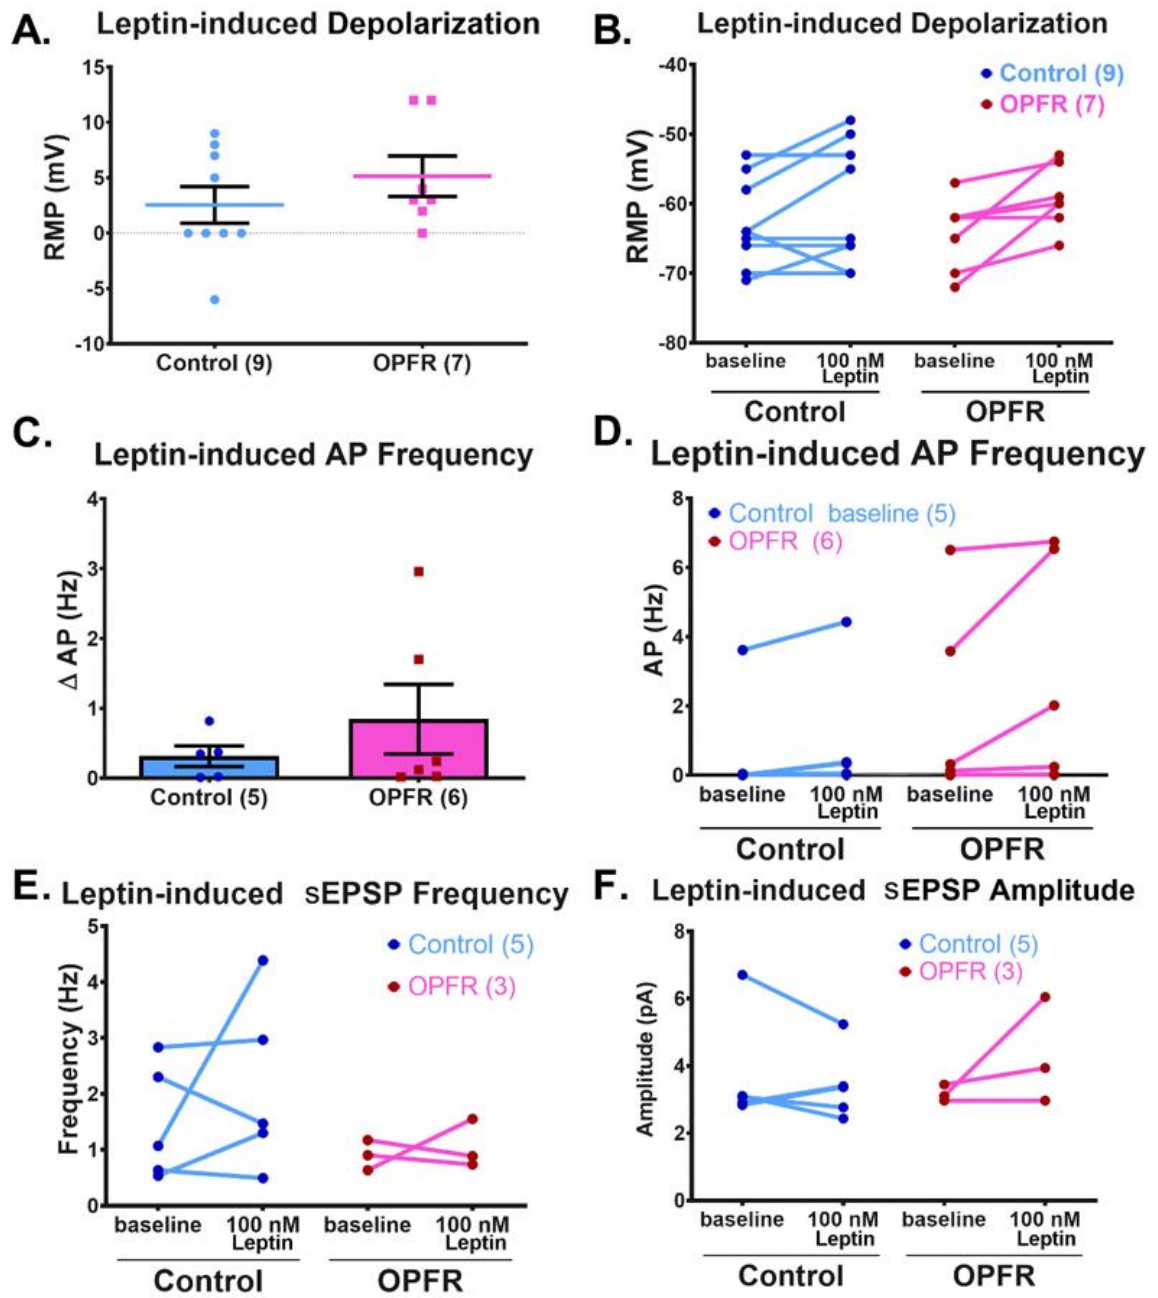 A.
Leptin-induced Depolarization
15
10
5
0
-5
-10
RMP (mV)
Control (9)
OPFR (7)
B.
Leptin-induced Depolarization
-40
-50
-60
-70
-80
RMP (mV)
Control (9)
OPFR (7)
baseline
100 nM
Leptin
baseline
100 nM
Leptin
Control
OPFR
C.
Leptin-induced AP Frequency
4
3
2
1
0
Δ AP (Hz)
Control (5)
OPFR (6)
D.
Leptin-induced AP Frequency
8
6
4
2
0
AP (Hz)
Control baseline (5)
OPFR (6)
baseline
100 nM
Leptin
baseline
100 nM
Leptin
Control
OPFR
E.
Leptin-induced sEPSP Frequency
5
4
3
2
1
0
Frequency (Hz)
Control (5)
OPFR (3)
baseline
100 nM
Leptin
baseline
100 nM
Leptin
Control
OPFR
F.
Leptin-induced sEPSP Amplitude
8
6
4
2
0
Amplitude (pA)
Control (5)
OPFR (3)
baseline
100 nM
Leptin
baseline
100 nM
Leptin
Control
OPFR